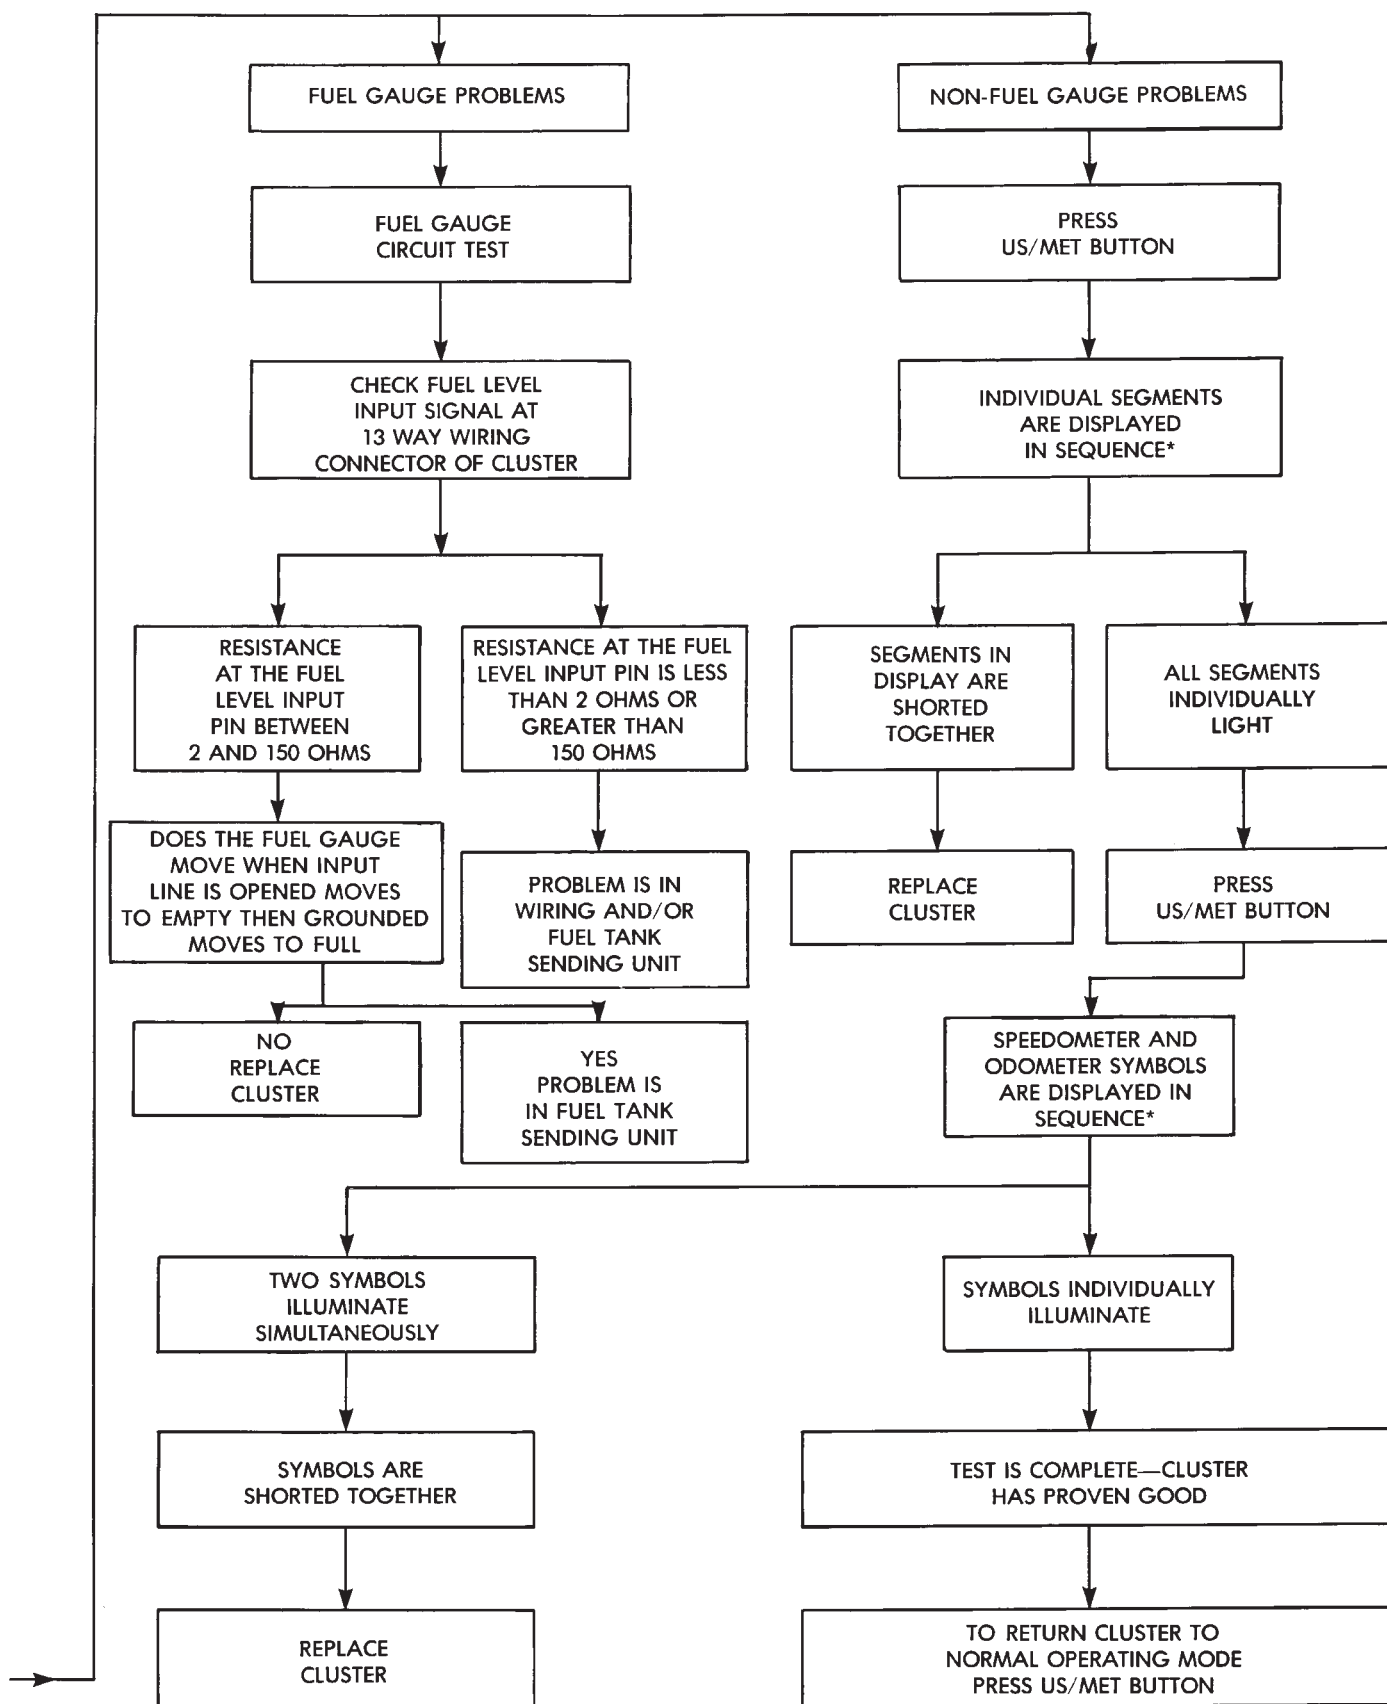 FUEL GAUGE PROBLEMS
NON-FUEL GAUGE PROBLEMS
FUEL GAUGE
CIRCUIT TEST
PRESS
US/MET BUTTON
CHECK FUEL LEVEL
INPUT SIGNAL AT
13 WAY WIRING
CONNECTOR OF CLUSTER
INDIVIDUAL SEGMENTS
ARE DISPLAYED
IN SEQUENCE*
RESISTANCE
AT THE FUEL
LEVEL INPUT
PIN BETWEEN
2 AND 150 OHMS
RESISTANCE AT THE FUEL
LEVEL INPUT PIN IS LESS
THAN 2 OHMS OR
GREATER THAN
150 OHMS
SEGMENTS IN
DISPLAY ARE
SHORTED
TOGETHER
ALL SEGMENTS
INDIVIDUALLY
LIGHT
DOES THE FUEL GAUGE
MOVE WHEN INPUT
LINE IS OPENED MOVES
TO EMPTY THEN GROUNDED
MOVES TO FULL
PROBLEM IS IN
WIRING AND/OR
FUEL TANK
SENDING UNIT
REPLACE
CLUSTER
PRESS
US/MET BUTTON
NO
REPLACE
CLUSTER
YES
PROBLEM IS
IN FUEL TANK
SENDING UNIT
SPEEDOMETER AND
ODOMETER SYMBOLS
ARE DISPLAYED IN
SEQUENCE*
TWO SYMBOLS
ILLUMINATE
SIMULTANEOUSLY
SYMBOLS INDIVIDUALLY
ILLUMINATE
SYMBOLS ARE
SHORTED TOGETHER
TEST IS COMPLETE—CLUSTER
HAS PROVEN GOOD
REPLACE
CLUSTER
TO RETURN CLUSTER TO
NORMAL OPERATING MODE
PRESS US/MET BUTTON